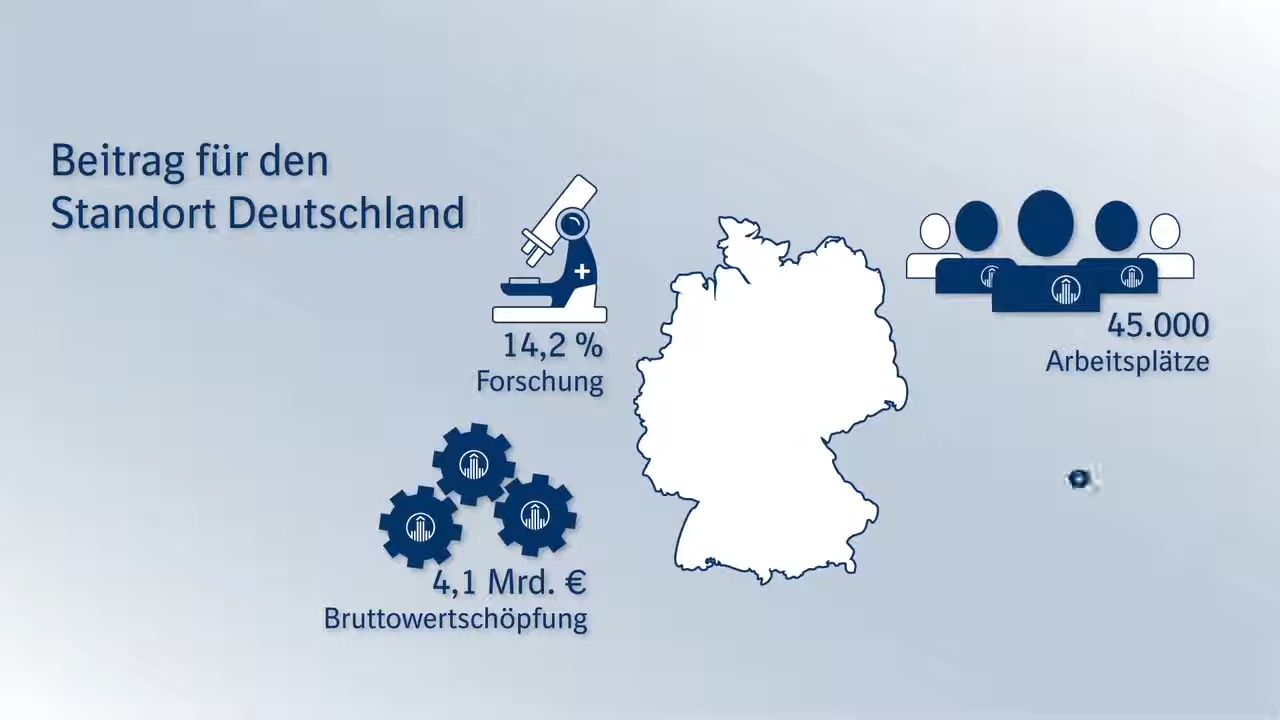 Beitrag für den
Standort Deutschland
14,2 %
Forschung
45.000
Arbeitsplätze
4,1 Mrd. €
Bruttowertschöpfung